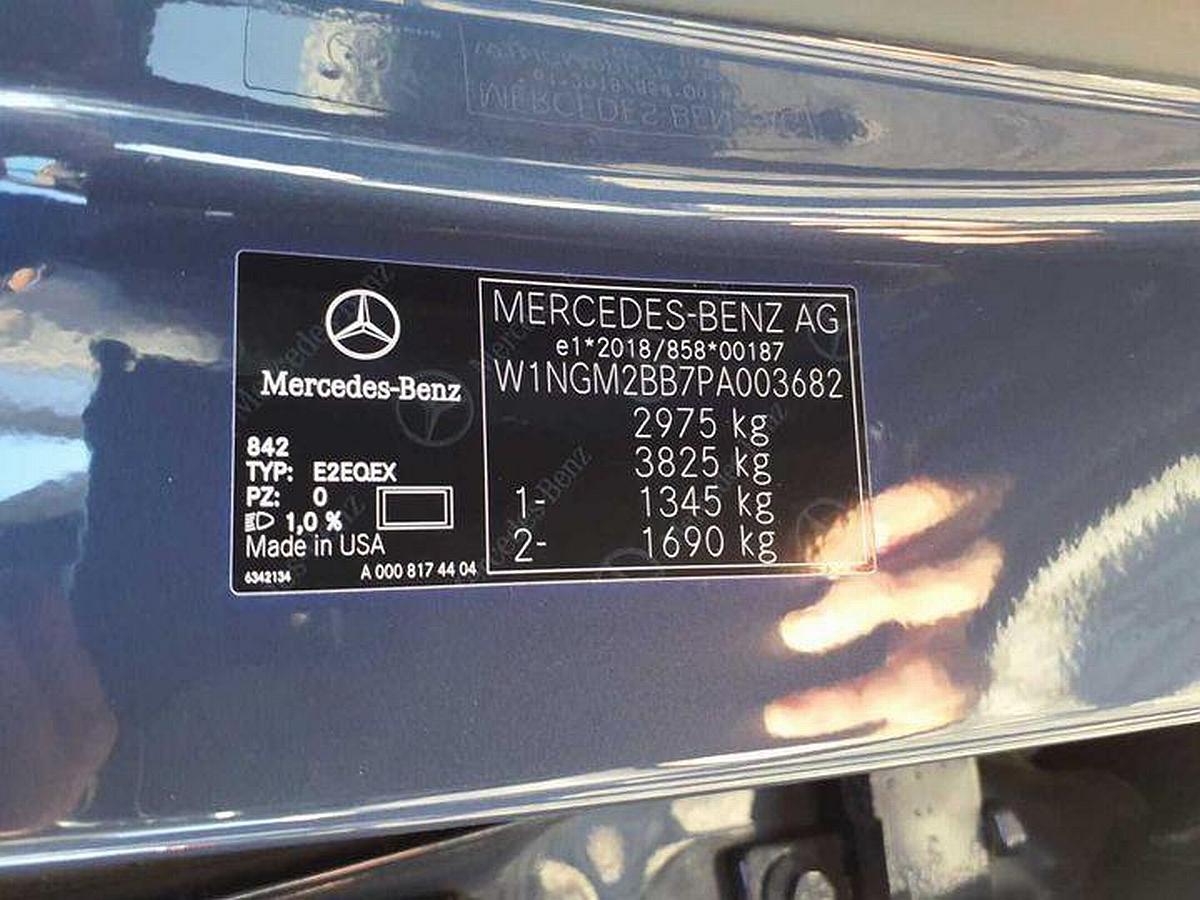 Mercedes-Benz
842
TYP: E2EQEX
PZ: 0
1,0 %
Made in USA
6342134
A 000 817 44 04
MERCEDES-BENZ AG
e1*2018/858*00187
W1NGM2BB7PA003682
2975 kg
3825 kg
1- 1345 kg
2- 1690 kg